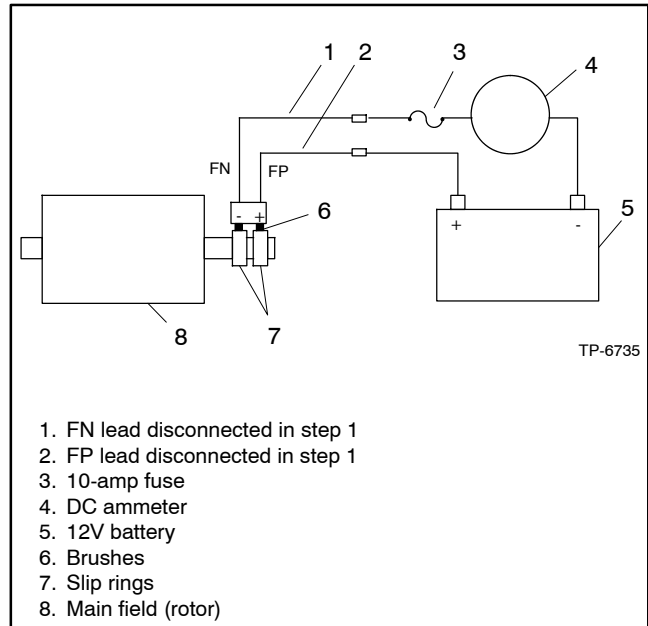 1 2 3 4
FN FP
- +
6
+ -
5
7
8
TP-6735
1. FN lead disconnected in step 1
2. FP lead disconnected in step 1
3. 10-amp fuse
4. DC ammeter
5. 12V battery
6. Brushes
7. Slip rings
8. Main field (rotor)